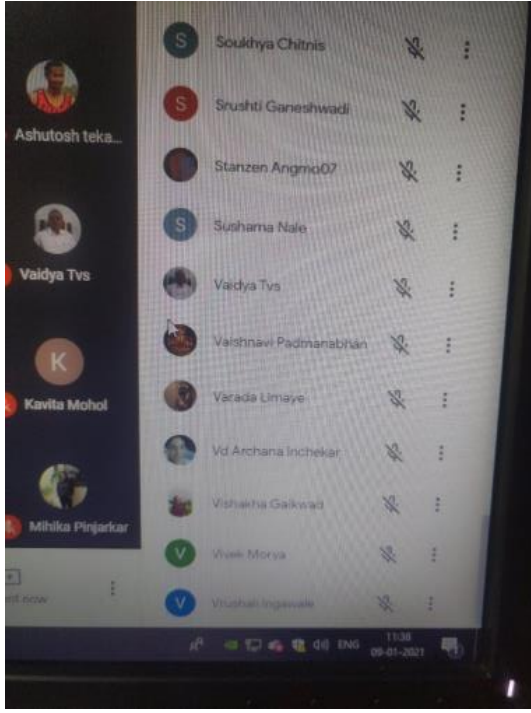 S Soukhya Chitnis
S Srushti Ganeshwadi
Stanzen Angmo07
S Sushama Nale
Vaidya Tvs
Vaishnavi Padmanabhan
Varada Limaye
Vd Archana Inchekar
Vishakha Gaikwad
V Vivek Morya
V Vrushali Ingawale
Ashutosh teka...
Vaidya Tvs
K
Kavita Mohol
Mihika Pinjarkar
now
ENG
11:38
09-01-2021